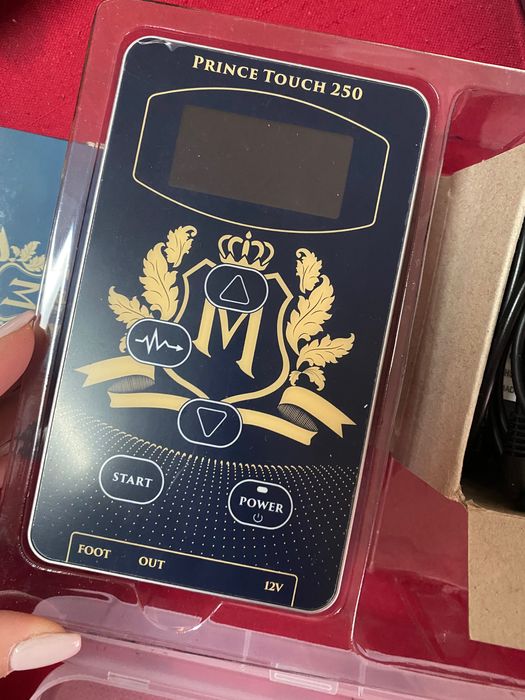 PRINCE TOUCH 250
M
M
START
POWER
FOOT
OUT
12V